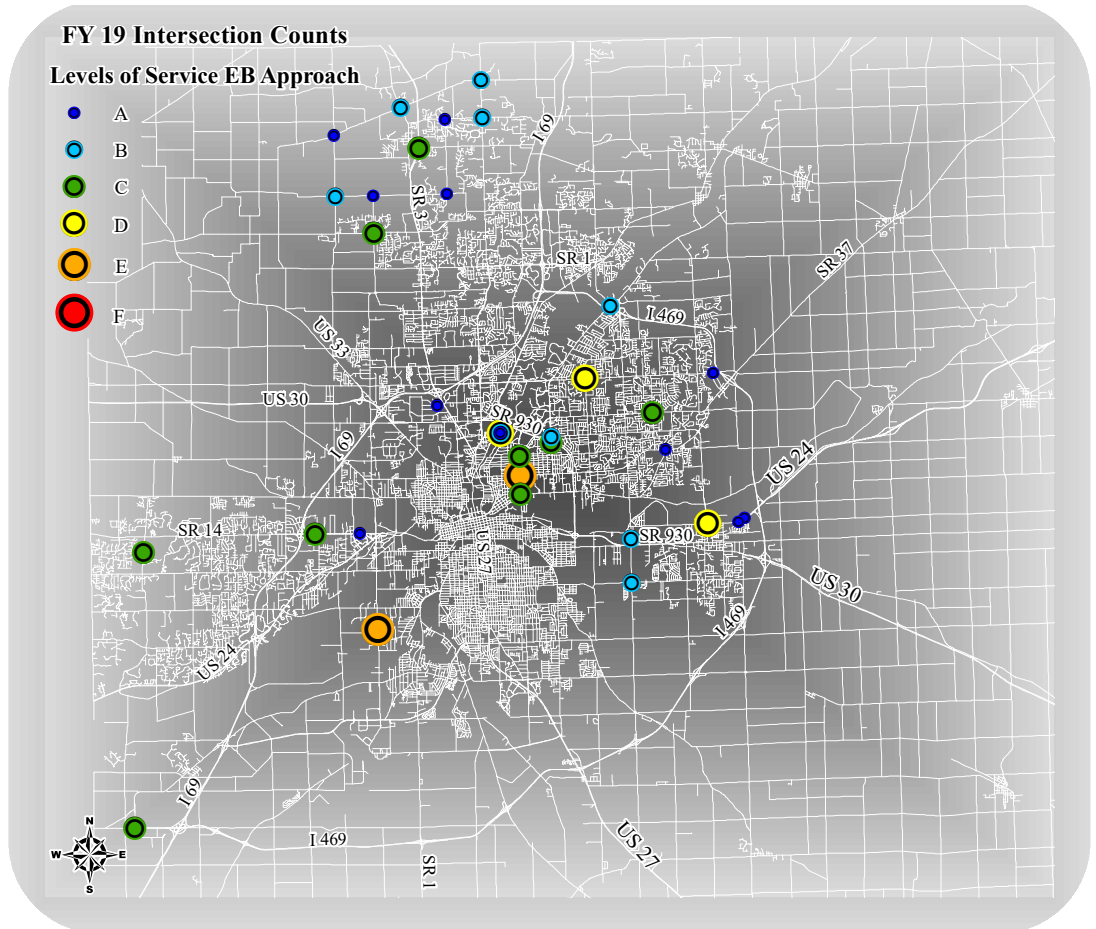 FY 19 Intersection Counts
Levels of Service EB Approach
A
B
C
D
E
F
I 69
SR 3
SR 1
SR 37
I 469
US 33
US 30
SR 930
I 69
US 24
SR 14
US 27
SR 930
US 30
I 469
US 24
I 69
I 469
US 27
SR 1
N
W E
S